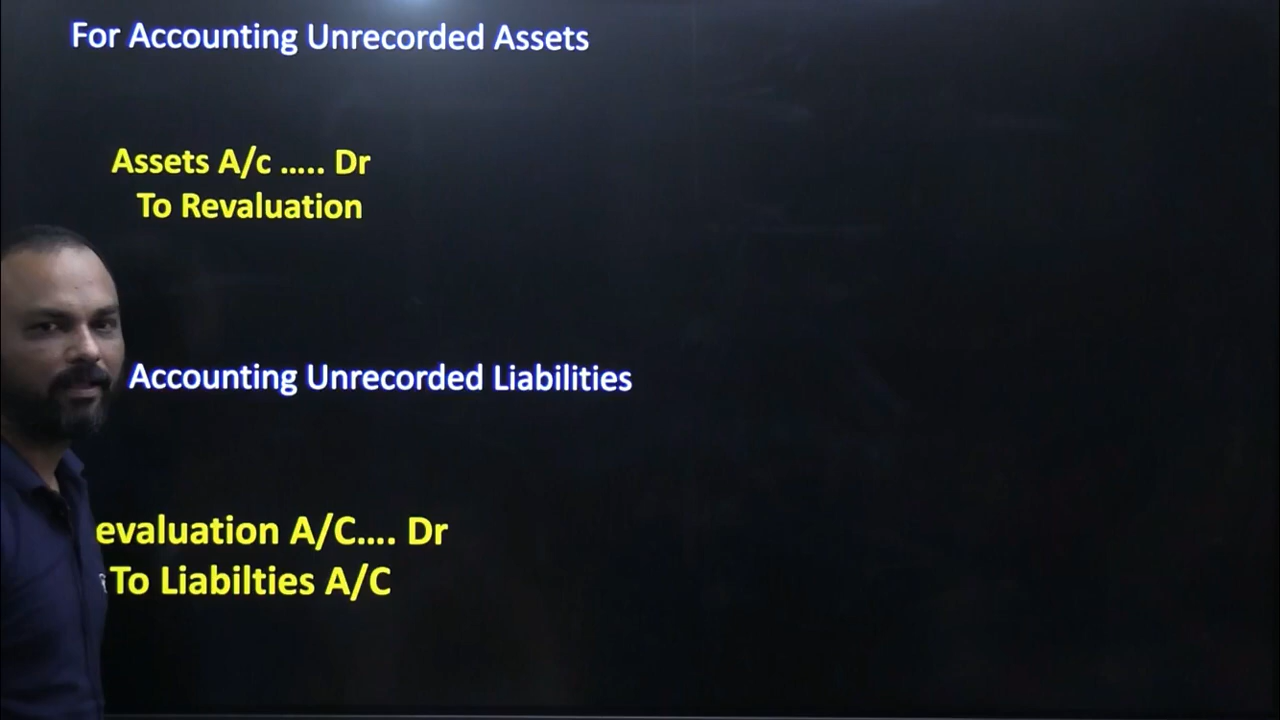 For Accounting Unrecorded Assets
Assets A/c ..... Dr
To Revaluation
Accounting Unrecorded Liabilities
evaluation A/C.... Dr
To Liabilties A/C